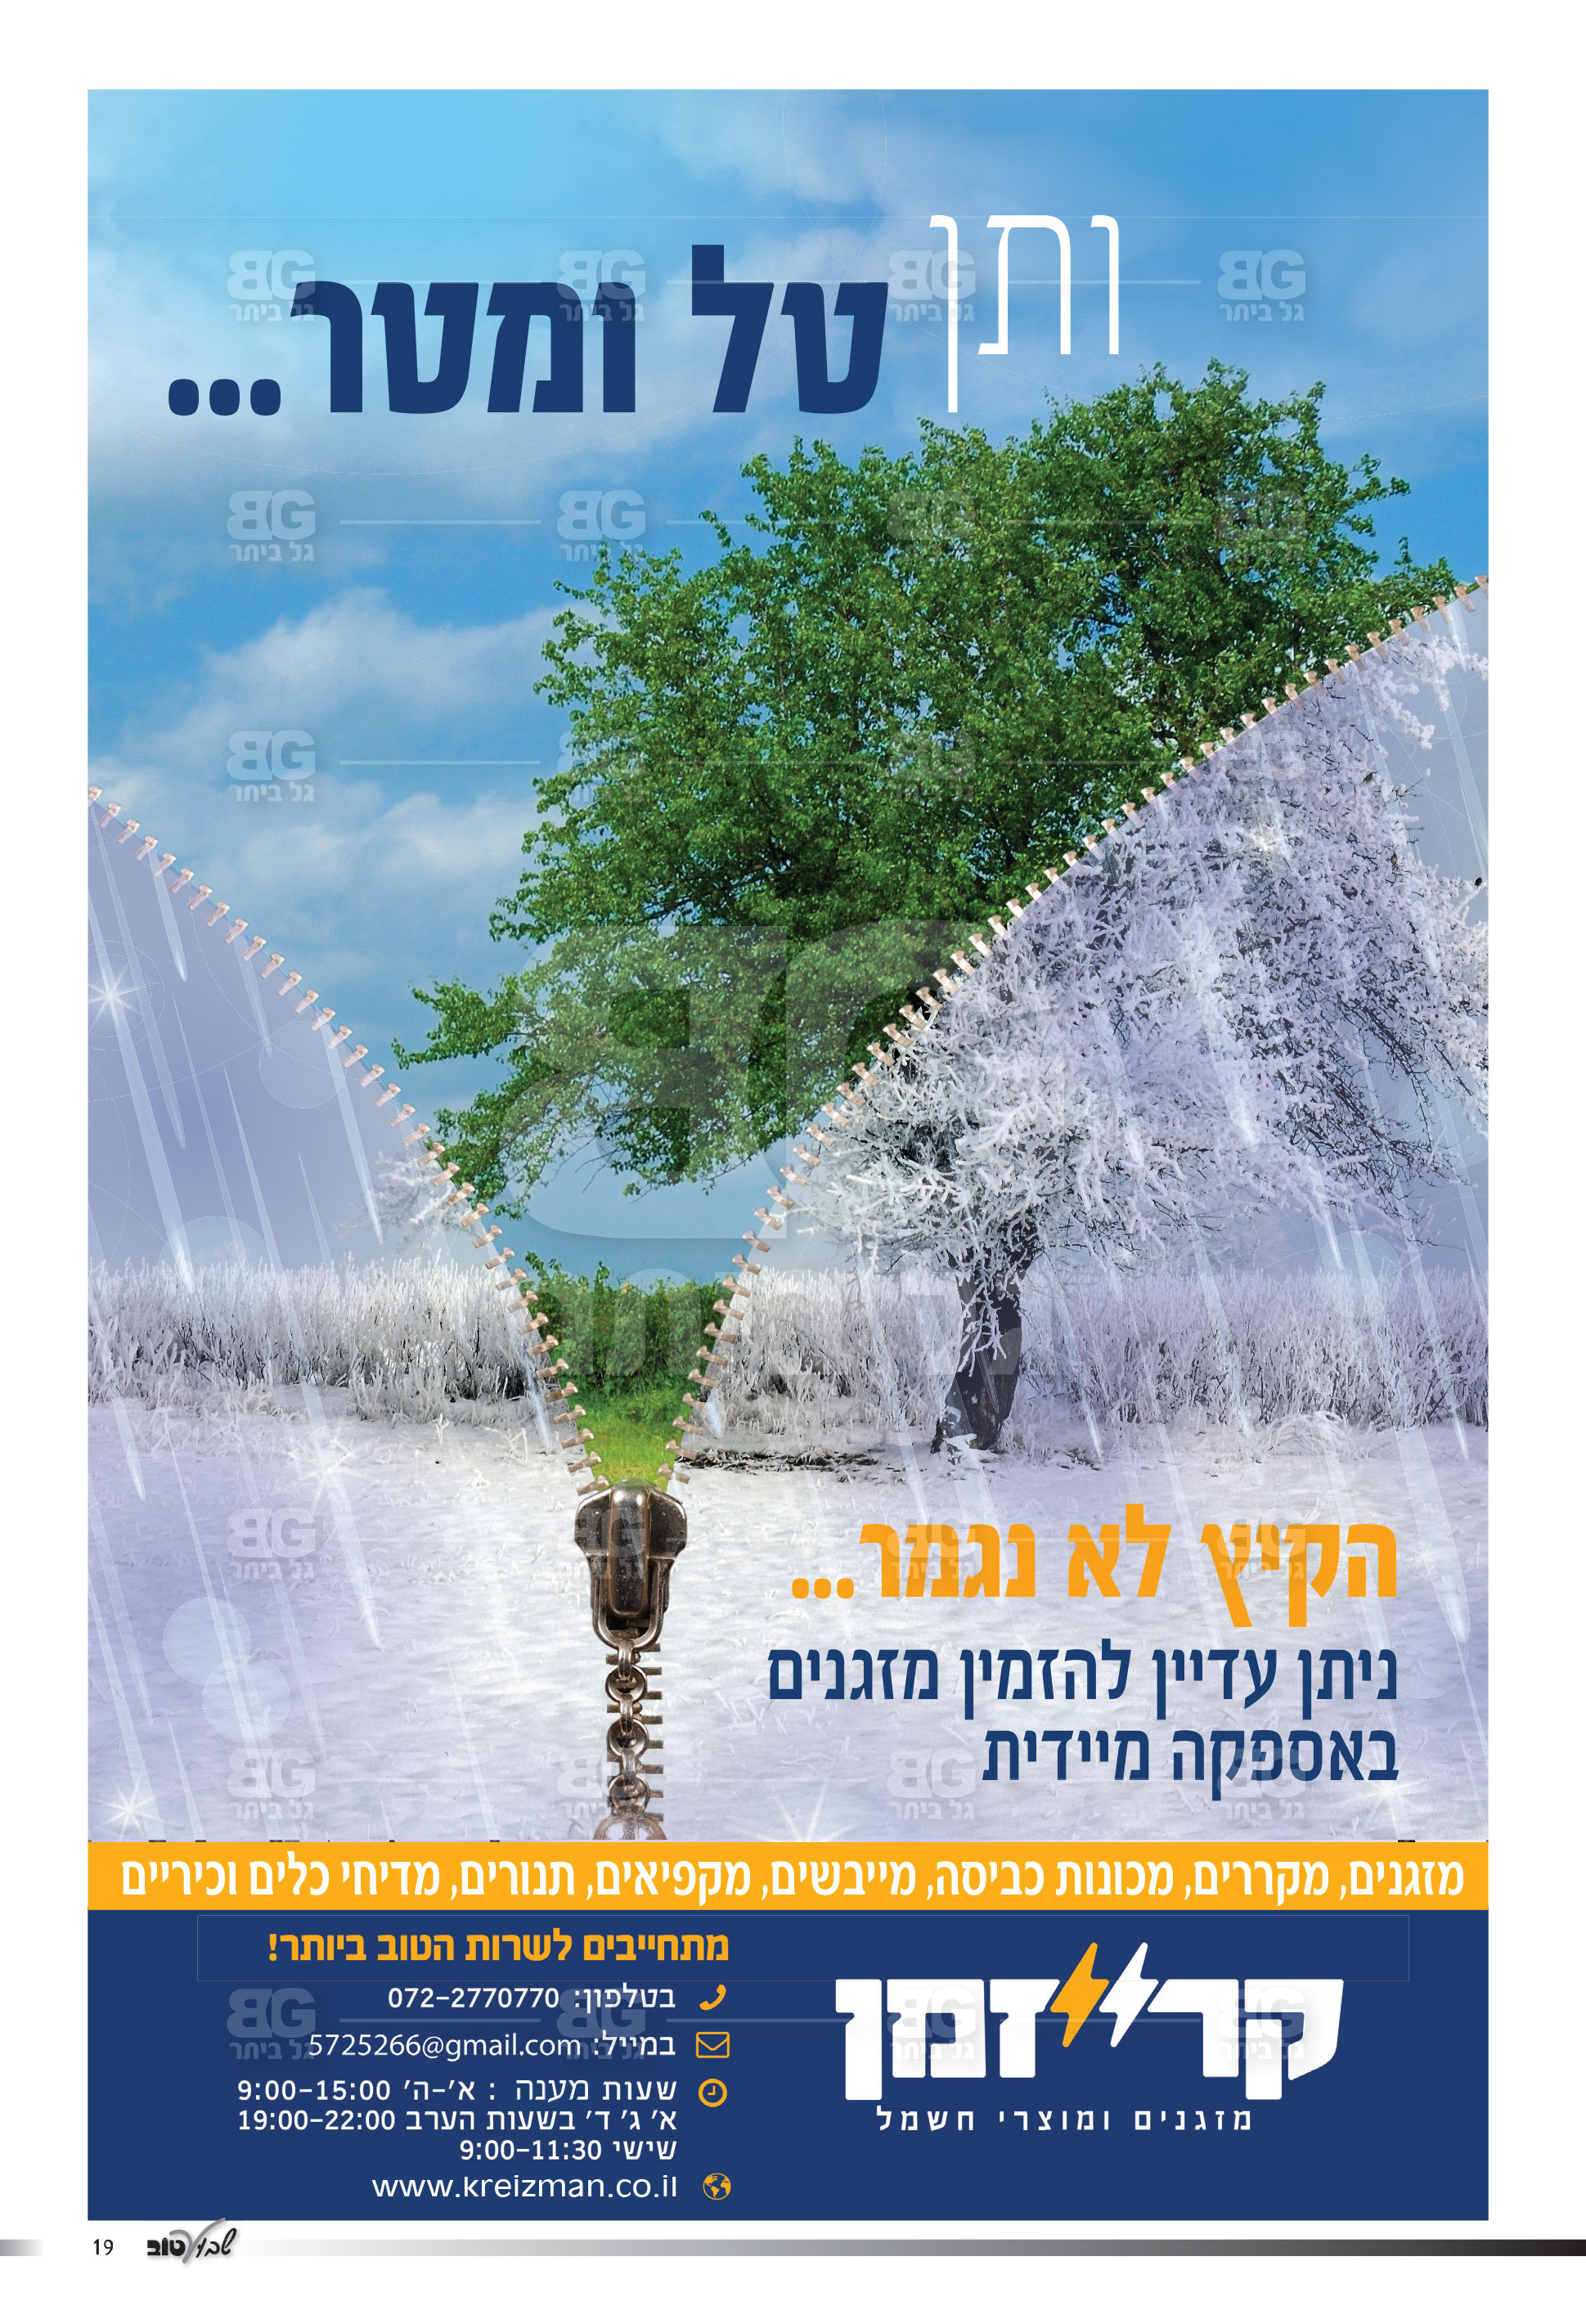 ותן טל ומטר...
הקיץ לא נגמר...
ניתן עדיין להזמין מזגנים
באספקה מיידית
מזגנים, מקררים, מכונות כביסה, מייבשים, מקפיאים, תנורים, מדיחי כלים וכיריים
קרייזמן
מזגנים ומוצרי חשמל
מתחייבים לשרות הטוב ביותר!
בטלפון: 072-2770770
במייל: 5725266@gmail.com
שעות מענה : א'-ה' 9:00-15:00
א' ג' ד' בשעות הערב 19:00-22:00
שישי 9:00-11:30
www.kreizman.co.il
19 שבוע טוב
BG
גל ביתר